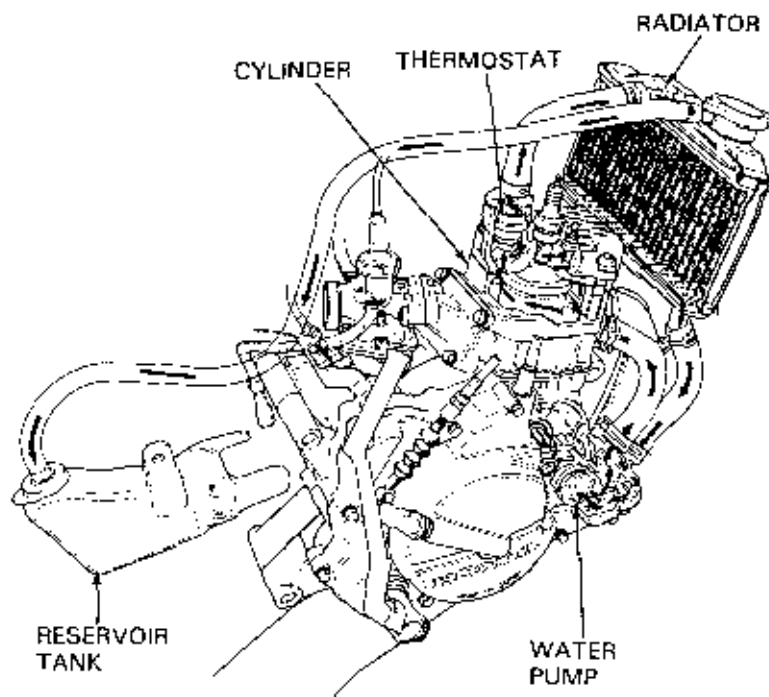 RADIATOR
THERMOSTAT
CYLINDER
RESERVOIR
TANK
WATER
PUMP